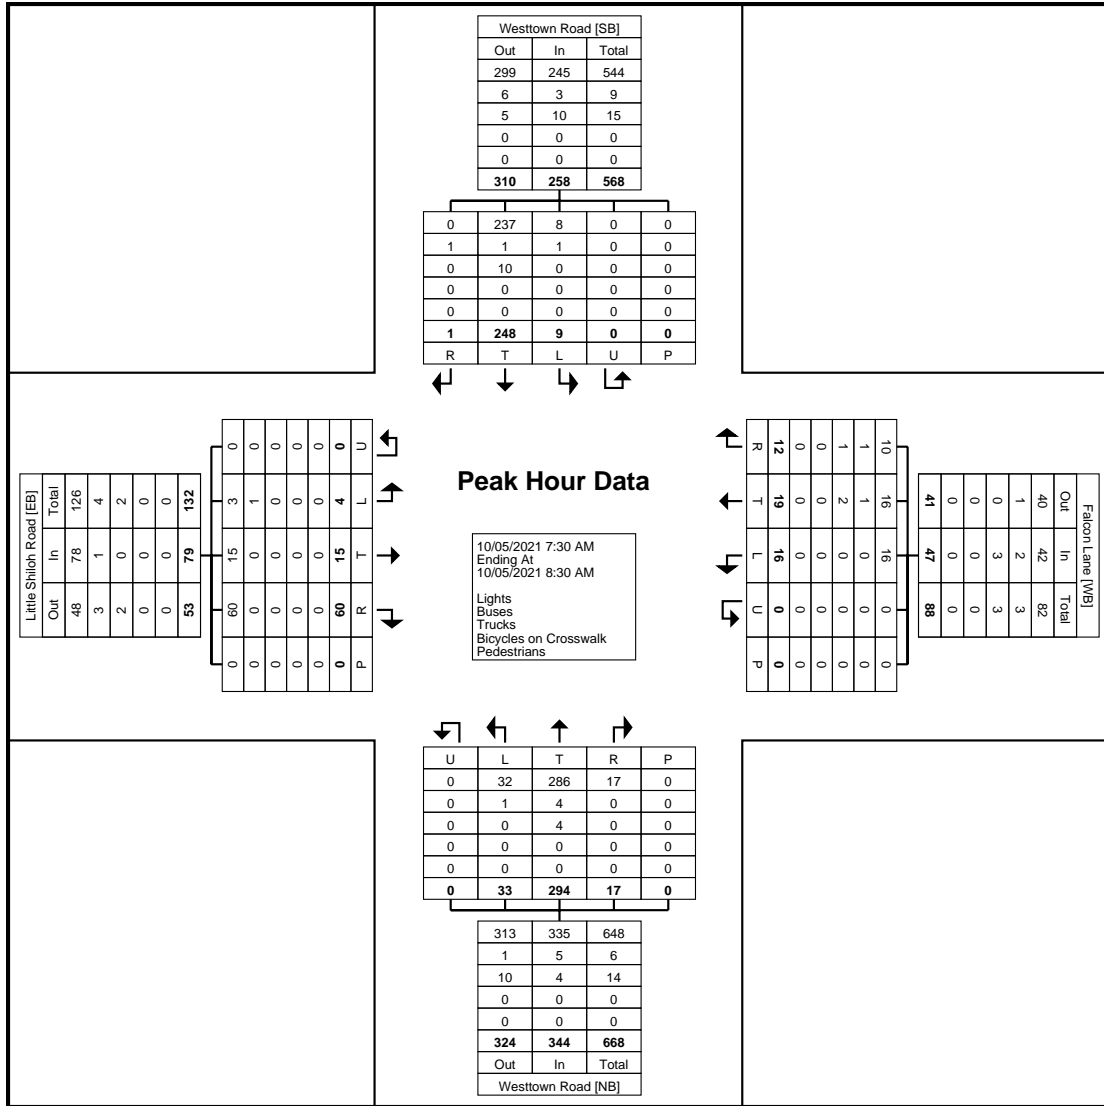 Westtown Road [SB]
Out In Total
299 245 544
6 3 9
5 10 15
0 0 0
0 0 0
310 258 568
0 237 8 0 0
1 1 1 0 0
0 10 0 0 0
0 0 0 0 0
0 0 0 0 0
1 248 9 0 0
R T L U P
Little Shiloh Road [EB]
Out In Total
48 78 126
3 1 4
2 0 2
0 0 0
0 0 0
53 79 132
0 60 15 3 0
0 0 0 1 0
0 0 0 0 0
0 0 0 0 0
0 0 0 0 0
0 60 15 4 0
P R T L U
Peak Hour Data
10/05/2021 7:30 AM
Ending At
10/05/2021 8:30 AM
Lights
Buses
Trucks
Bicycles on Crosswalk
Pedestrians
Falcon Lane [WB]
Out In Total
40 42 82
1 2 3
0 3 3
0 0 0
0 0 0
41 47 88
10 16 16 0 0
1 1 0 0 0
1 2 0 0 0
0 0 0 0 0
0 0 0 0 0
12 19 16 0 0
R T L U P
U L T R P
0 32 286 17 0
0 1 4 0 0
0 0 4 0 0
0 0 0 0 0
0 0 0 0 0
0 33 294 17 0
313 335 648
1 5 6
10 4 14
0 0 0
0 0 0
324 344 668
Out In Total
Westtown Road [NB]